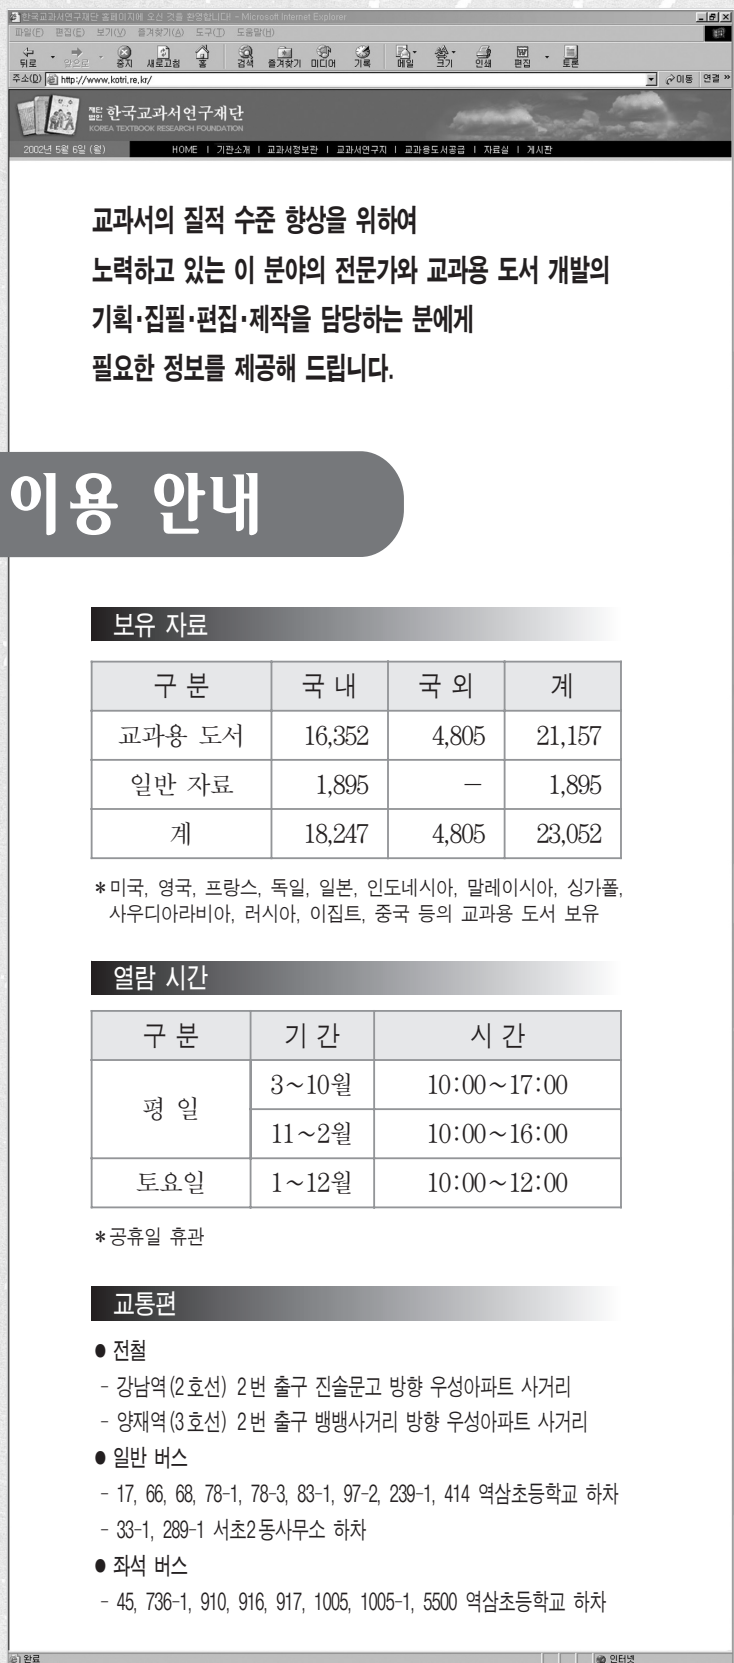 한국교과서연구재단 홈페이지에 오신 것을 환영합니다! - Microsoft Internet Explorer
파일(F) 편집(E) 보기(V) 즐겨찾기(A) 도구(T) 도움말(H)
뒤로 앞으로 중지 새로고침 홈 검색 즐겨찾기 미디어 기록 메일 크기 인쇄 편집 토론
주소(D) http://www.kotri.re.kr/ 이동 연결 »
재단법인 한국교과서연구재단
KOREA TEXTBOOK RESEARCH FOUNDATION
2002년 5월 6일 (월) HOME | 기관소개 | 교과서정보관 | 교과서연구지 | 교과용도서공급 | 자료실 | 게시판
교과서의 질적 수준 향상을 위하여
노력하고 있는 이 분야의 전문가와 교과용 도서 개발의
기획·집필·편집·제작을 담당하는 분에게
필요한 정보를 제공해 드립니다.
이용 안내
보유 자료
구 분 국 내 국 외 계
교과용 도서 16,352 4,805 21,157
일반 자료 1,895 － 1,895
계 18,247 4,805 23,052
*미국, 영국, 프랑스, 독일, 일본, 인도네시아, 말레이시아, 싱가폴,
사우디아라비아, 러시아, 이집트, 중국 등의 교과용 도서 보유
열람 시간
구 분 기 간 시 간
평 일 3～10월 10:00～17:00
11～2월 10:00～16:00
토요일 1～12월 10:00～12:00
*공휴일 휴관
교통편
● 전철
- 강남역(2호선) 2번 출구 진솔문고 방향 우성아파트 사거리
- 양재역(3호선) 2번 출구 뱅뱅사거리 방향 우성아파트 사거리
● 일반 버스
- 17, 66, 68, 78-1, 78-3, 83-1, 97-2, 239-1, 414 역삼초등학교 하차
- 33-1, 289-1 서초2동사무소 하차
● 좌석 버스
- 45, 736-1, 910, 916, 917, 1005, 1005-1, 5500 역삼초등학교 하차
완료 인터넷